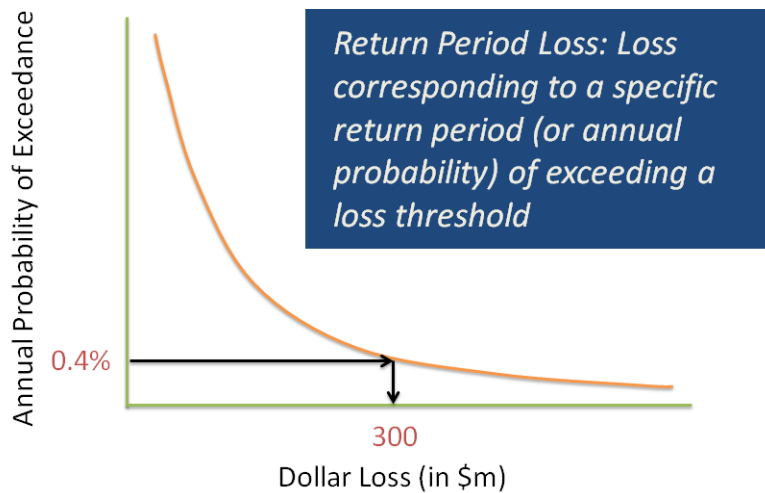 Annual Probability of Exceedance
Return Period Loss: Loss
corresponding to a specific
return period (or annual
probability) of exceeding a
loss threshold
0.4%
300
Dollar Loss (in $m)